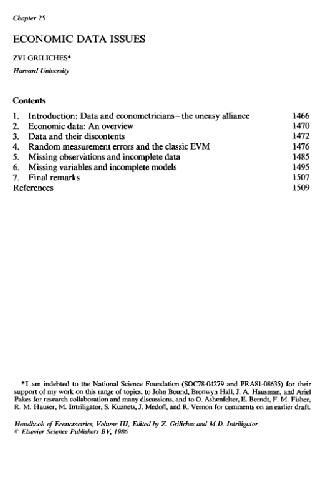 Chapter 25
ECONOMIC DATA ISSUES
ZVI GRILICHES*
Harvard University
Contents
1. Introduction: Data and econometricians–the uneasy alliance 1466
2. Economic data: An overview 1470
3. Data and their discontents 1472
4. Random measurement errors and the classic EVM 1476
5. Missing observations and incomplete data 1485
6. Missing variables and incomplete models 1495
7. Final remarks 1507
References 1509
*I am indebted to the National Science Foundation (SOC78-04279 and PRA81-08635) for their
support of my work on this range of topics, to John Bound, Bronwyn Hall, J. A. Hausman, and Ariel
Pakes for research collaboration and many discussions, and to O. Ashenfelter, E. Berndt, F. M. Fisher,
R. M. Hauser, M. Intriligator, S. Kuznets, J. Medoff, and R. Vernon for comments on an earlier draft.
Handbook of Econometrics, Volume III, Edited by Z. Griliches and M.D. Intriligator
© Elsevier Science Publishers BV, 1986